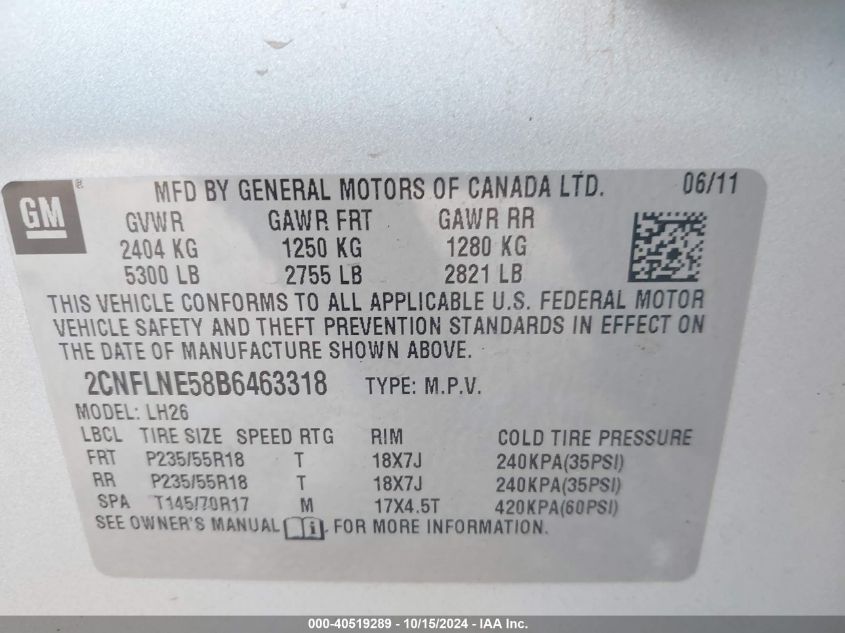 GM ®
MFD BY GENERAL MOTORS OF CANADA LTD. 06/11
GVWR GAWR FRT GAWR RR
2404 KG 1250 KG 1280 KG
5300 LB 2755 LB 2821 LB
THIS VEHICLE CONFORMS TO ALL APPLICABLE U.S. FEDERAL MOTOR
VEHICLE SAFETY AND THEFT PREVENTION STANDARDS IN EFFECT ON
THE DATE OF MANUFACTURE SHOWN ABOVE.
2CNFLNE58B6463318 TYPE: M.P.V.
MODEL: LH26
LBCL TIRE SIZE SPEED RTG RIM COLD TIRE PRESSURE
FRT P235/55R18 T 18X7J 240KPA(35PSI)
RR P235/55R18 T 18X7J 240KPA(35PSI)
SPA T145/70R17 M 17X4.5T 420KPA(60PSI)
SEE OWNER'S MANUAL FOR MORE INFORMATION.
000-40519289 - 10/15/2024 - IAA Inc.